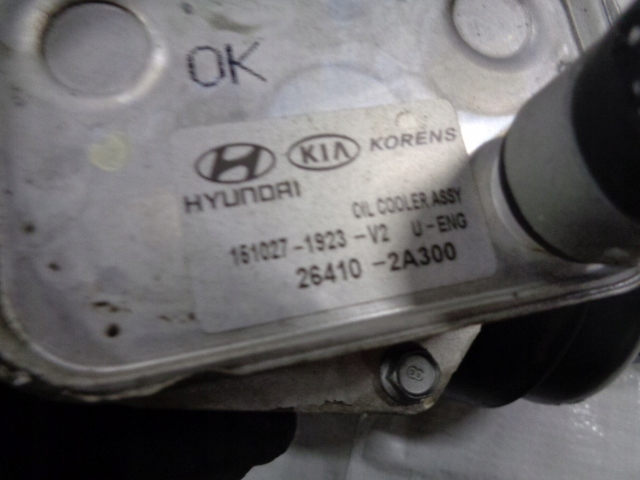 OK
HYUNDAI KIA KORENS
OIL COOLER ASSY
161027-1923-V2 U-ENG
26410-2A300